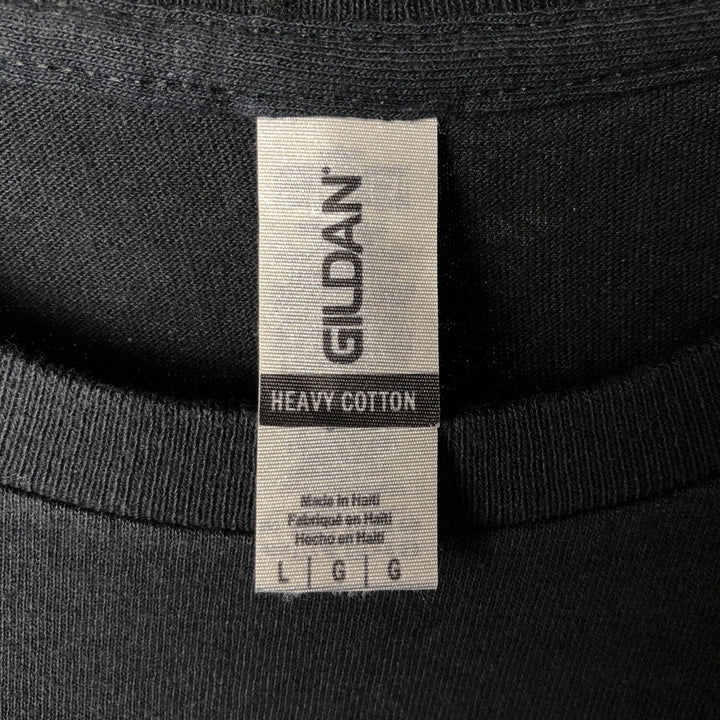 GILDAN®
HEAVY COTTON
Made in Haiti
Fabriqué en Haïti
Hecho en Haití
L | G | G